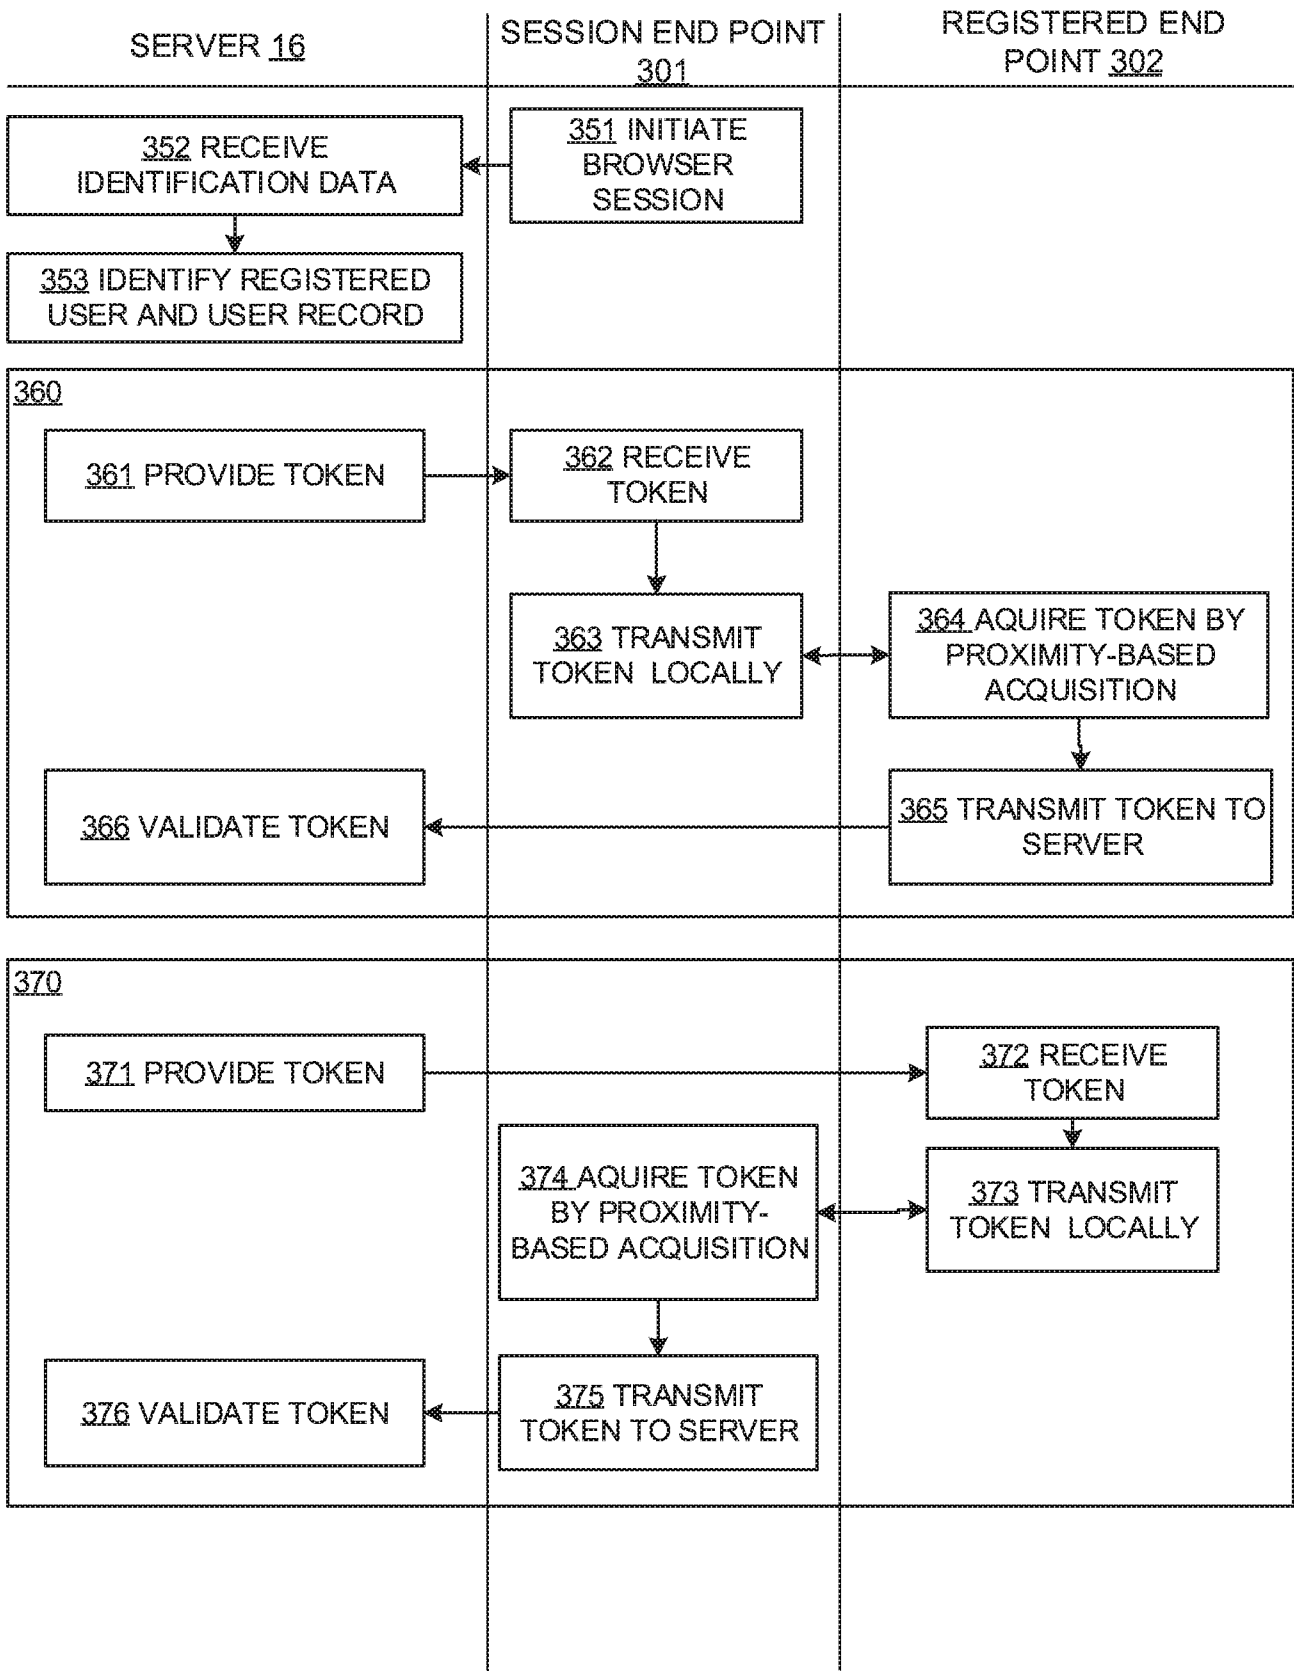 SERVER 16
SESSION END POINT
301
REGISTERED END
POINT 302
351 INITIATE
BROWSER
SESSION
352 RECEIVE
IDENTIFICATION DATA
353 IDENTIFY REGISTERED
USER AND USER RECORD
360
361 PROVIDE TOKEN
362 RECEIVE
TOKEN
363 TRANSMIT
TOKEN LOCALLY
364 AQUIRE TOKEN BY
PROXIMITY-BASED
ACQUISITION
365 TRANSMIT TOKEN TO
SERVER
366 VALIDATE TOKEN
370
371 PROVIDE TOKEN
372 RECEIVE
TOKEN
373 TRANSMIT
TOKEN LOCALLY
374 AQUIRE TOKEN
BY PROXIMITY-
BASED ACQUISITION
375 TRANSMIT
TOKEN TO SERVER
376 VALIDATE TOKEN